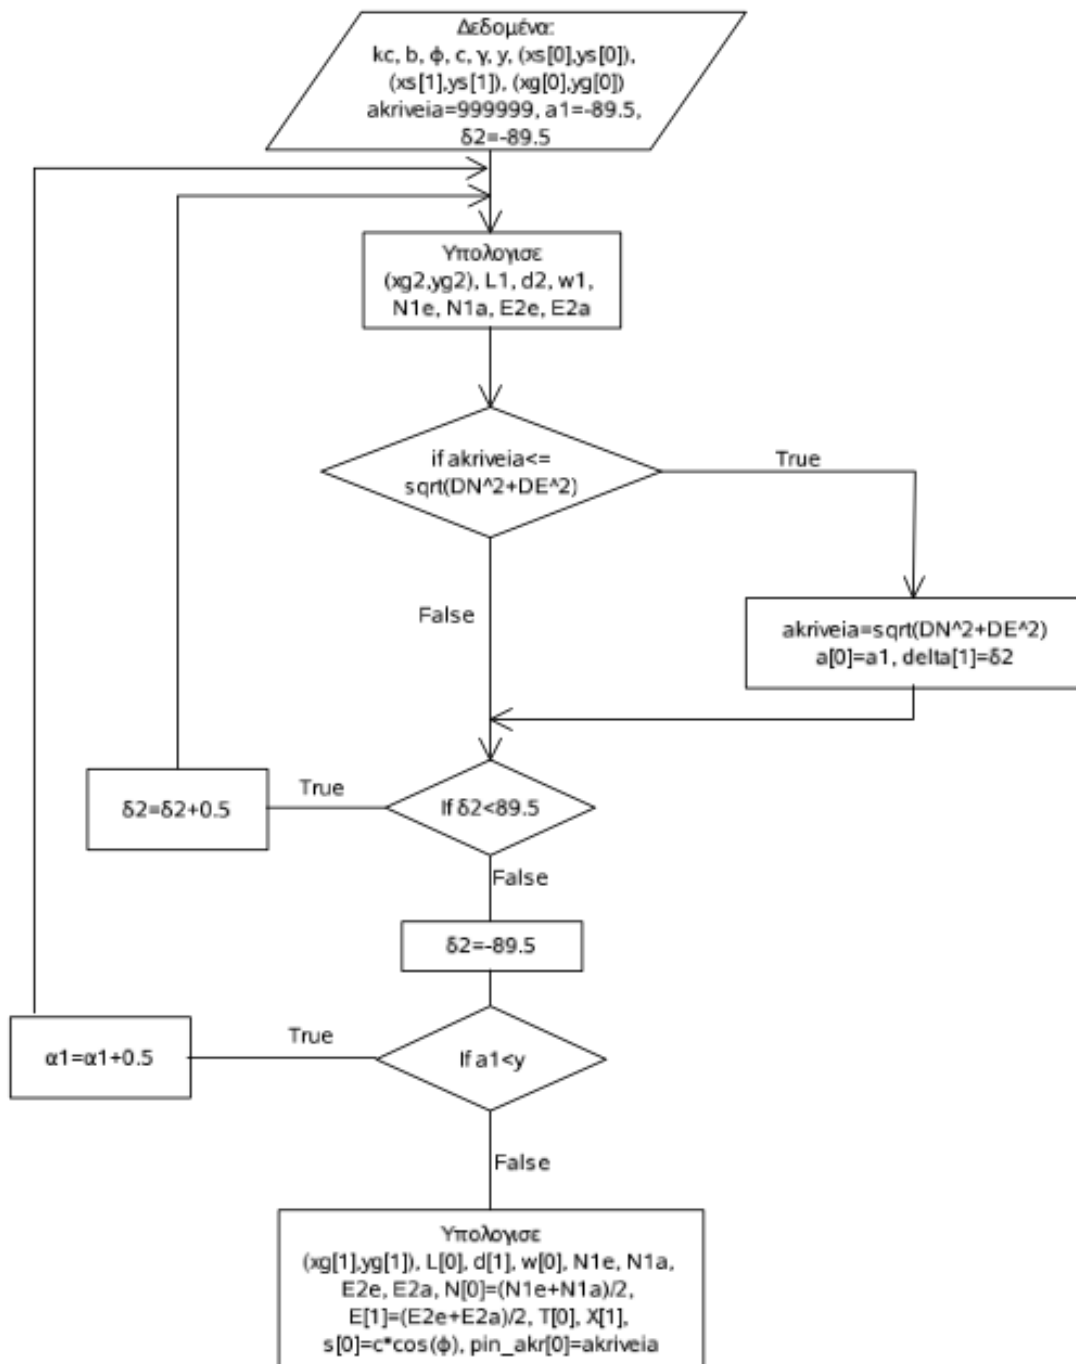 Δεδομένα:
kc, b, ϕ, c, γ, y, (xs[0],ys[0]),
(xs[1],ys[1]), (xg[0],yg[0])
akriveia=999999, a1=-89.5,
δ2=-89.5
Υπολογισε
(xg2,yg2), L1, d2, w1,
N1e, N1a, E2e, E2a
if akriveia<=
sqrt(DN^2+DE^2)
True
False
akriveia=sqrt(DN^2+DE^2)
a[0]=a1, delta[1]=δ2
δ2=δ2+0.5
True
If δ2<89.5
False
δ2=-89.5
α1=α1+0.5
True
If a1<y
False
Υπολογισε
(xg[1],yg[1]), L[0], d[1], w[0], N1e, N1a,
E2e, E2a, N[0]=(N1e+N1a)/2,
E[1]=(E2e+E2a)/2, T[0], X[1],
s[0]=c*cos(ϕ), pin_akr[0]=akriveia